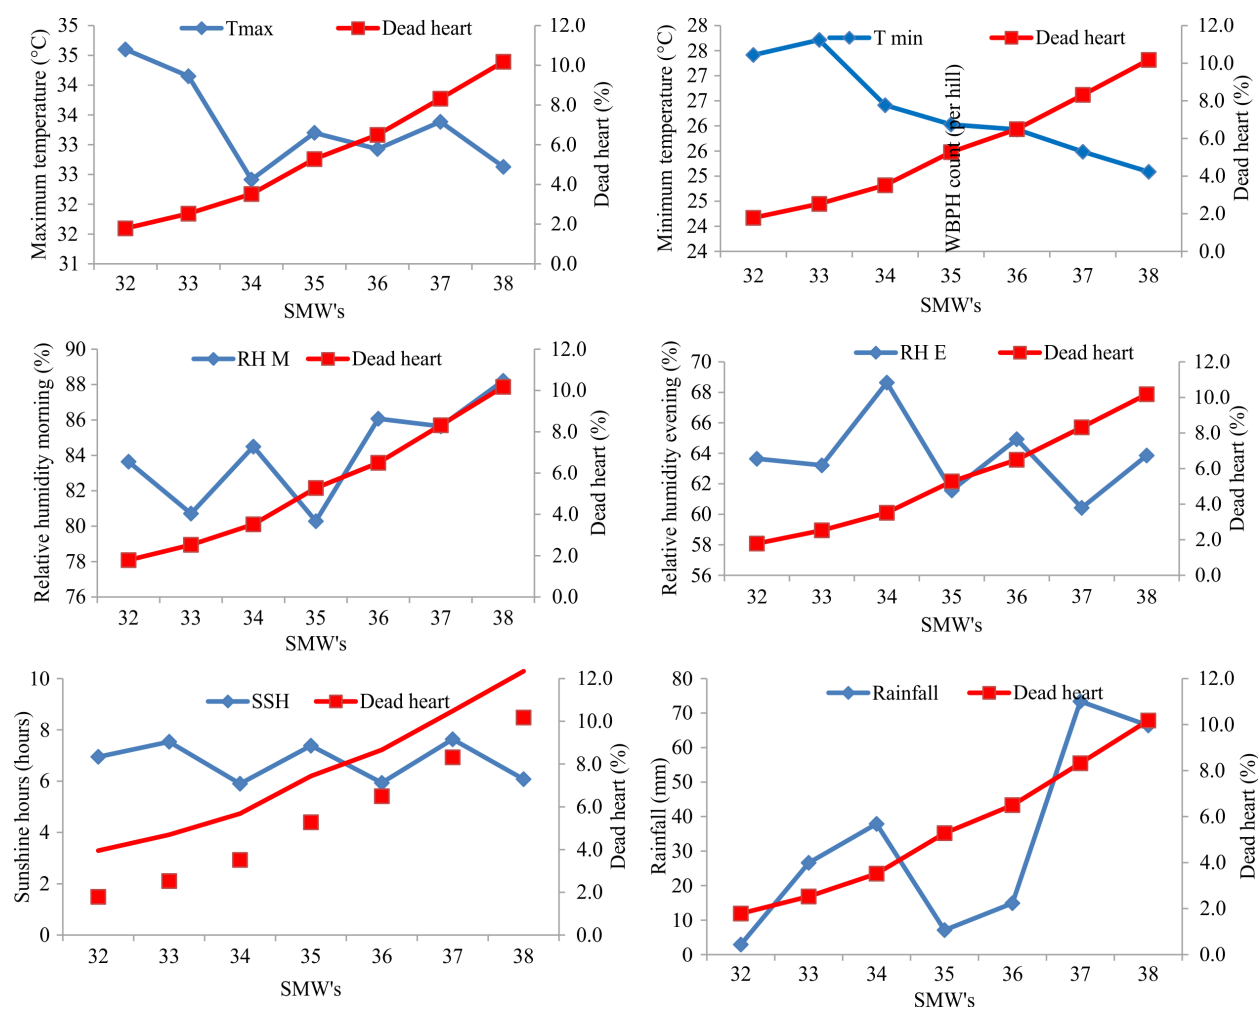 Tmax
Dead heart
Maximum temperature (°C)
35
35
34
34
33
33
32
32
31
12.0
10.0
8.0
6.0
4.0
2.0
0.0
Dead heart (%)
32 33 34 35 36 37 38
SMW's
T min
Dead heart
Minimum temperature (°C)
28
28
27
27
26
26
25
25
24
24
WBPH count (per hill)
12.0
10.0
8.0
6.0
4.0
2.0
0.0
Dead heart (%)
32 33 34 35 36 37 38
SMW's
RH M
Dead heart
Relative humidity morning (%)
90
88
86
84
82
80
78
76
12.0
10.0
8.0
6.0
4.0
2.0
0.0
Dead heart (%)
32 33 34 35 36 37 38
SMW's
RH E
Dead heart
Relative humidity evening (%)
70
68
66
64
62
60
58
56
12.0
10.0
8.0
6.0
4.0
2.0
0.0
Dead heart (%)
32 33 34 35 36 37 38
SMW's
SSH
Dead heart
Sunshine hours (hours)
10
8
6
4
2
0
12.0
10.0
8.0
6.0
4.0
2.0
0.0
Dead heart (%)
32 33 34 35 36 37 38
SMW's
Rainfall
Dead heart
Rainfall (mm)
80
70
60
50
40
30
20
10
0
12.0
10.0
8.0
6.0
4.0
2.0
0.0
Dead heart (%)
32 33 34 35 36 37 38
SMW's